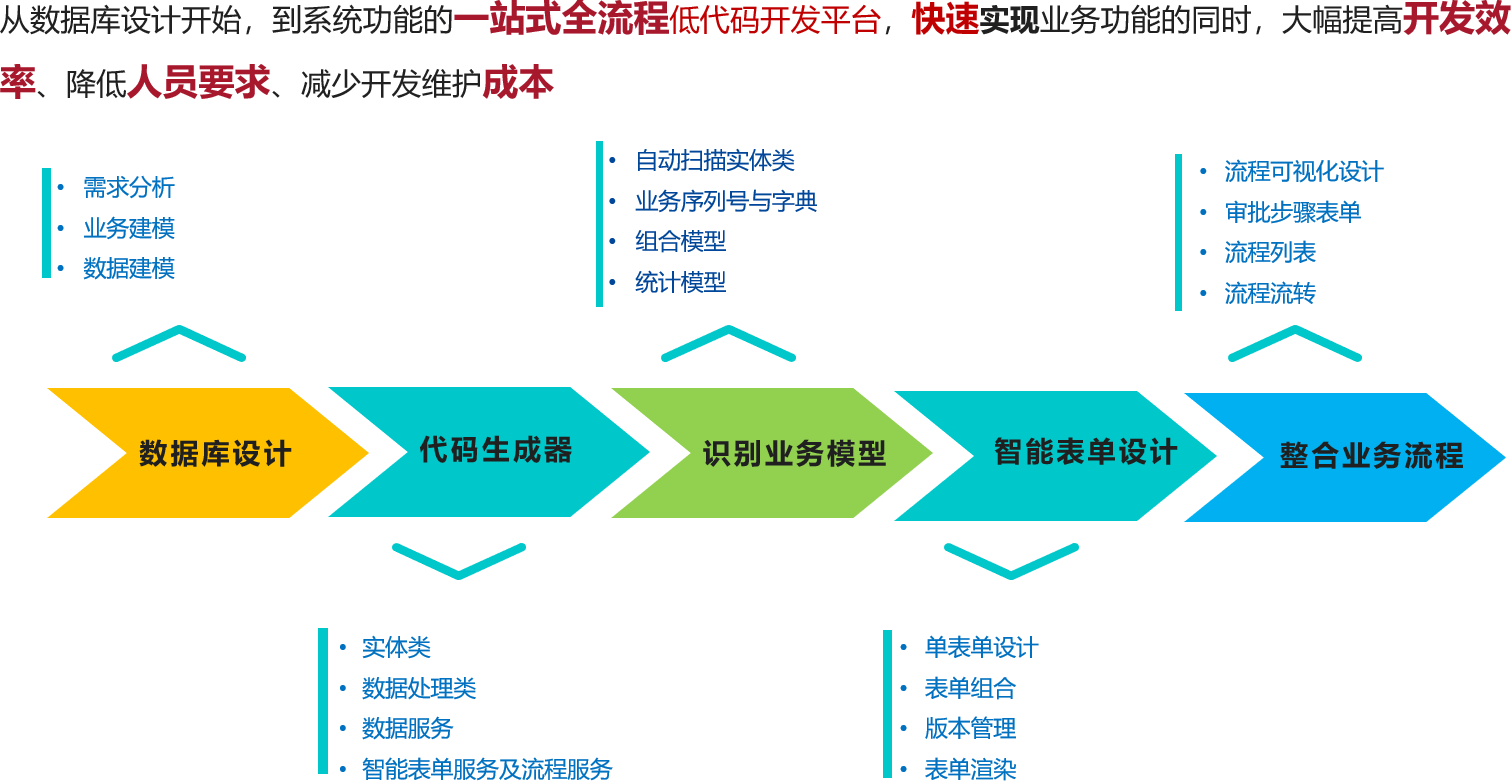 从数据库设计开始，到系统功能的一站式全流程低代码开发平台，快速实现业务功能的同时，大幅提高开发效
率、降低人员要求、减少开发维护成本
• 需求分析
• 业务建模
• 数据建模
• 自动扫描实体类
• 业务序列号与字典
• 组合模型
• 统计模型
• 流程可视化设计
• 审批步骤表单
• 流程列表
• 流程流转
数据库设计
代码生成器
识别业务模型
智能表单设计
整合业务流程
• 实体类
• 数据处理类
• 数据服务
• 智能表单服务及流程服务
• 单表单设计
• 表单组合
• 版本管理
• 表单渲染